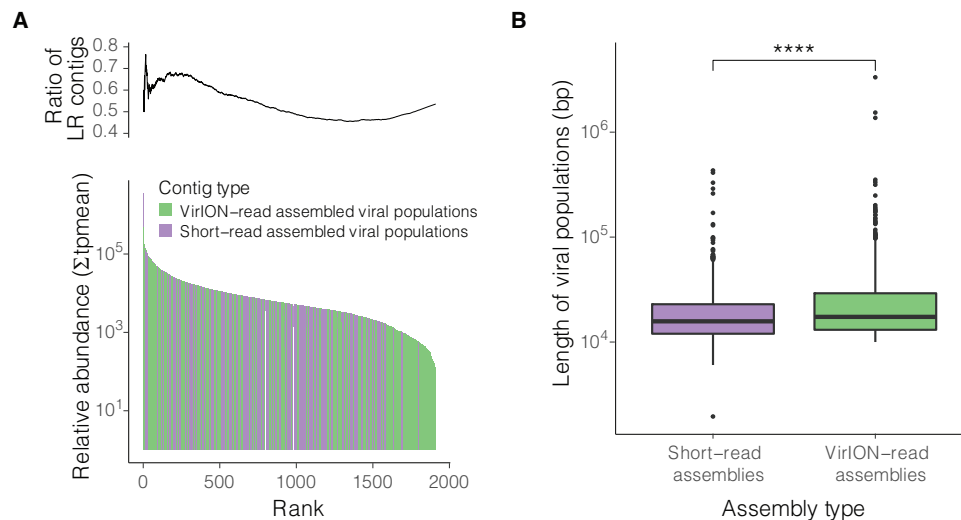 A
Ratio of
LR contigs
0.8
0.7
0.6
0.5
0.4
Relative abundance (Σtpmean)
10^5
10^3
10^1
Contig type
VirION−read assembled viral populations
Short−read assembled viral populations
0
500
1000
1500
2000
Rank
B
Length of viral populations (bp)
10^6
10^5
10^4
****
Short−read
assemblies
VirION−read
assemblies
Assembly type